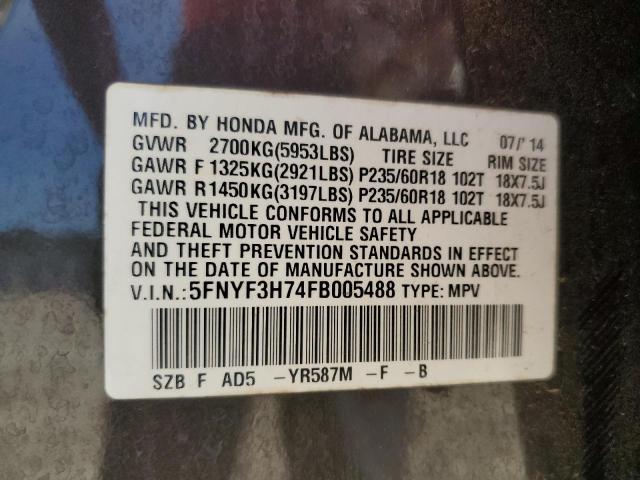 MFD. BY HONDA MFG. OF ALABAMA, LLC 07/'14
GVWR 2700KG(5953LBS) TIRE SIZE RIM SIZE
GAWR F 1325KG(2921LBS) P235/60R18 102T 18X7.5J
GAWR R 1450KG(3197LBS) P235/60R18 102T 18X7.5J
THIS VEHICLE CONFORMS TO ALL APPLICABLE
FEDERAL MOTOR VEHICLE SAFETY
AND THEFT PREVENTION STANDARDS IN EFFECT
ON THE DATE OF MANUFACTURE SHOWN ABOVE.
V.I.N.: 5FNYF3H74FB005488 TYPE: MPV
SZB F AD5 -YR587M -F -B